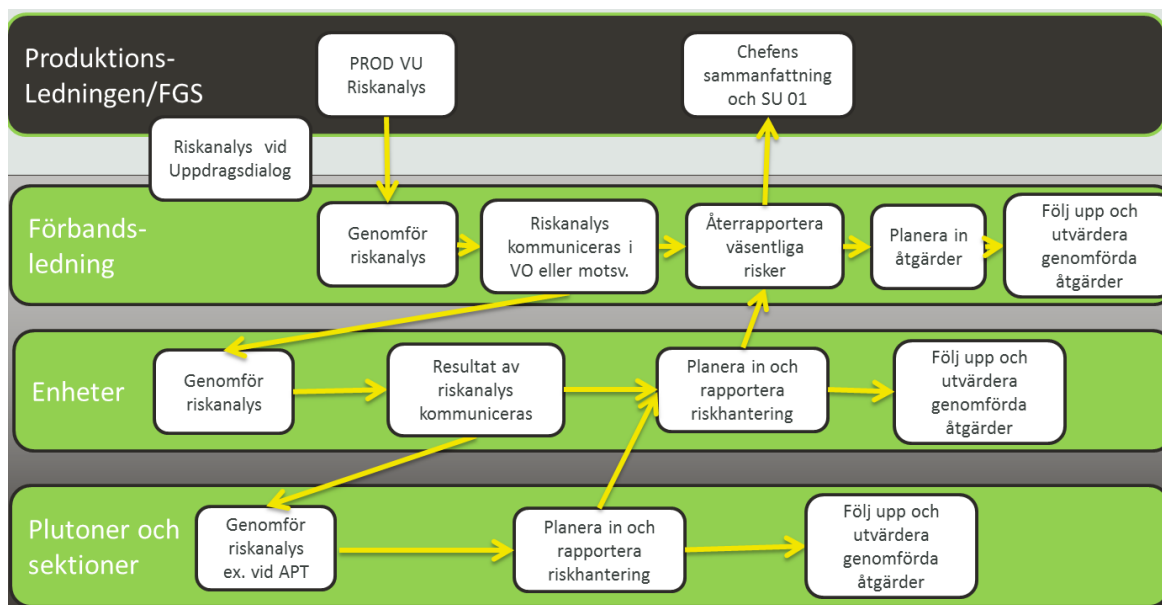 Produktions-
Ledningen/FGS
PROD VU
Riskanalys
Chefens
sammanfattning
och SU 01
Riskanalys vid
Uppdragsdialog
Förbands-
ledning
Genomför
riskanalys
Riskanalys
kommuniceras i
VO eller motsv.
Återrapportera
väsentliga
risker
Planera in
åtgärder
Följ upp och
utvärdera
genomförda
åtgärder
Enheter
Genomför
riskanalys
Resultat av
riskanalys
kommuniceras
Planera in och
rapportera
riskhantering
Följ upp och
utvärdera
genomförda
åtgärder
Plutoner och
sektioner
Genomför
riskanalys
ex. vid APT
Planera in och
rapportera
riskhantering
Följ upp och
utvärdera
genomförda
åtgärder